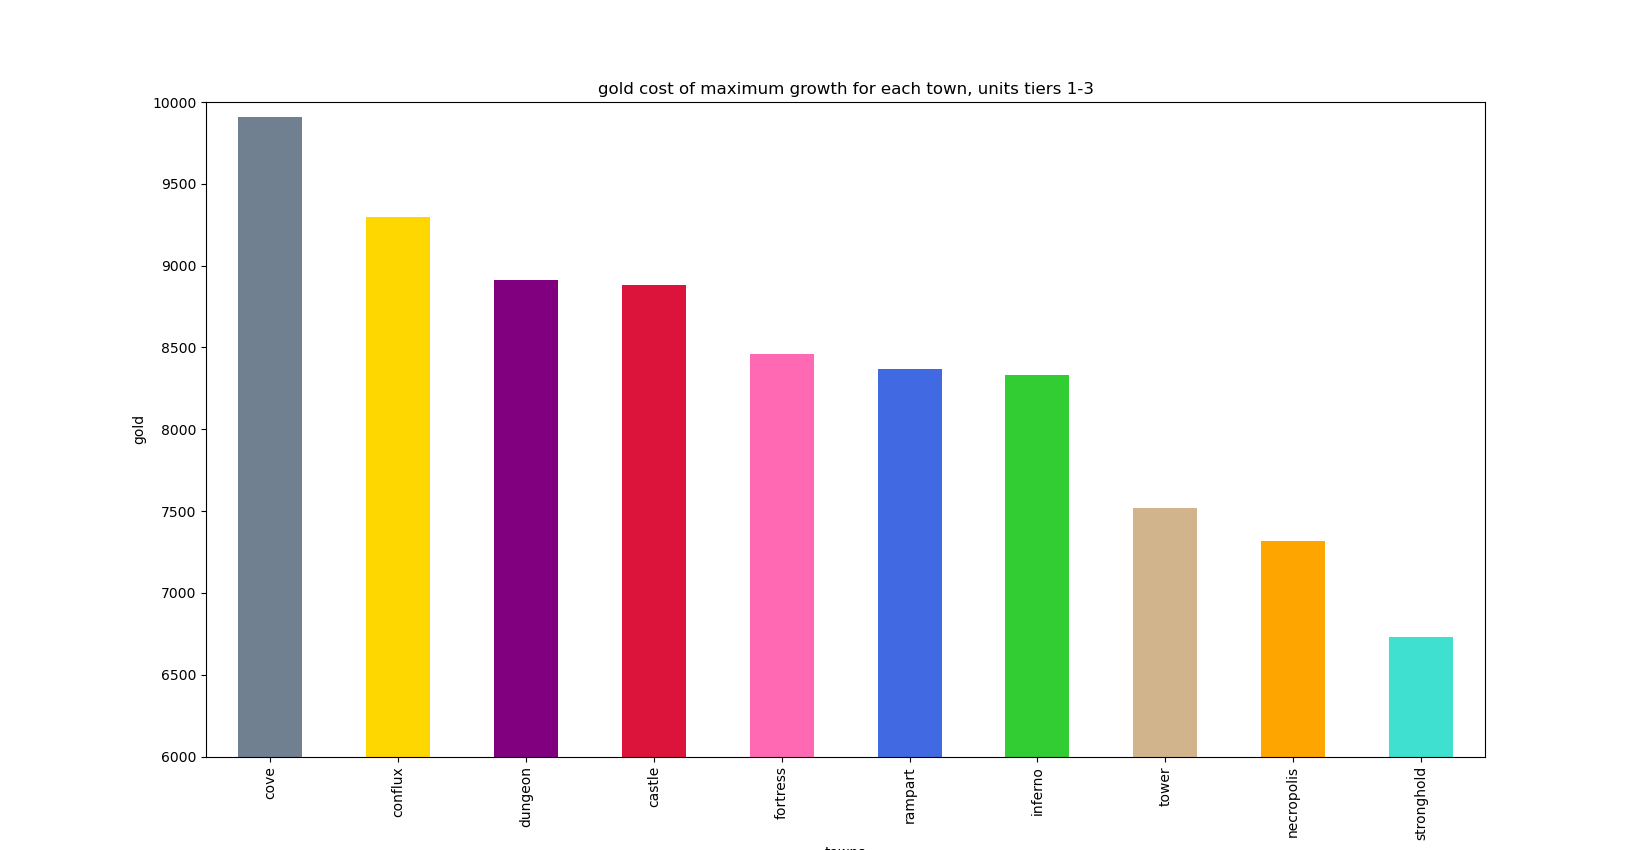 gold cost of maximum growth for each town, units tiers 1-3
10000
9500
9000
8500
8000
7500
7000
6500
6000
gold
cove
conflux
dungeon
castle
fortress
rampart
inferno
tower
necropolis
stronghold